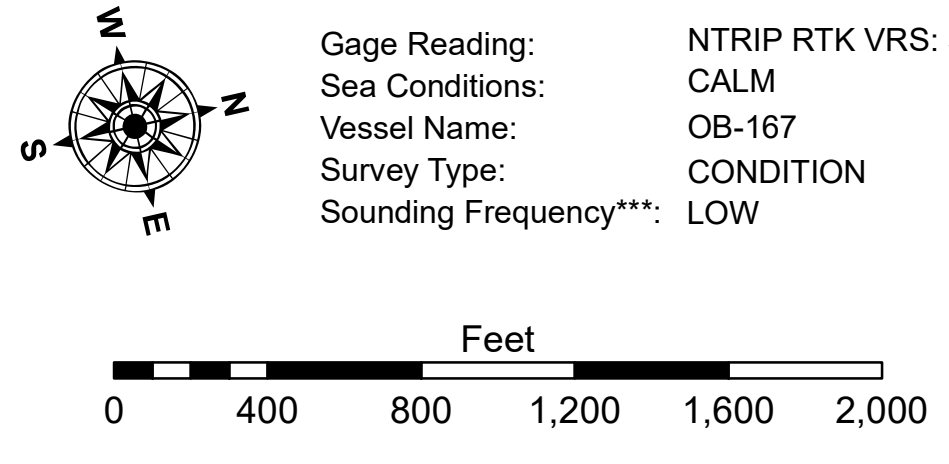 W
N
S
E
Gage Reading: NTRIP RTK VRS:
Sea Conditions: CALM
Vessel Name: OB-167
Survey Type: CONDITION
Sounding Frequency***: LOW
Feet
0 400 800 1,200 1,600 2,000